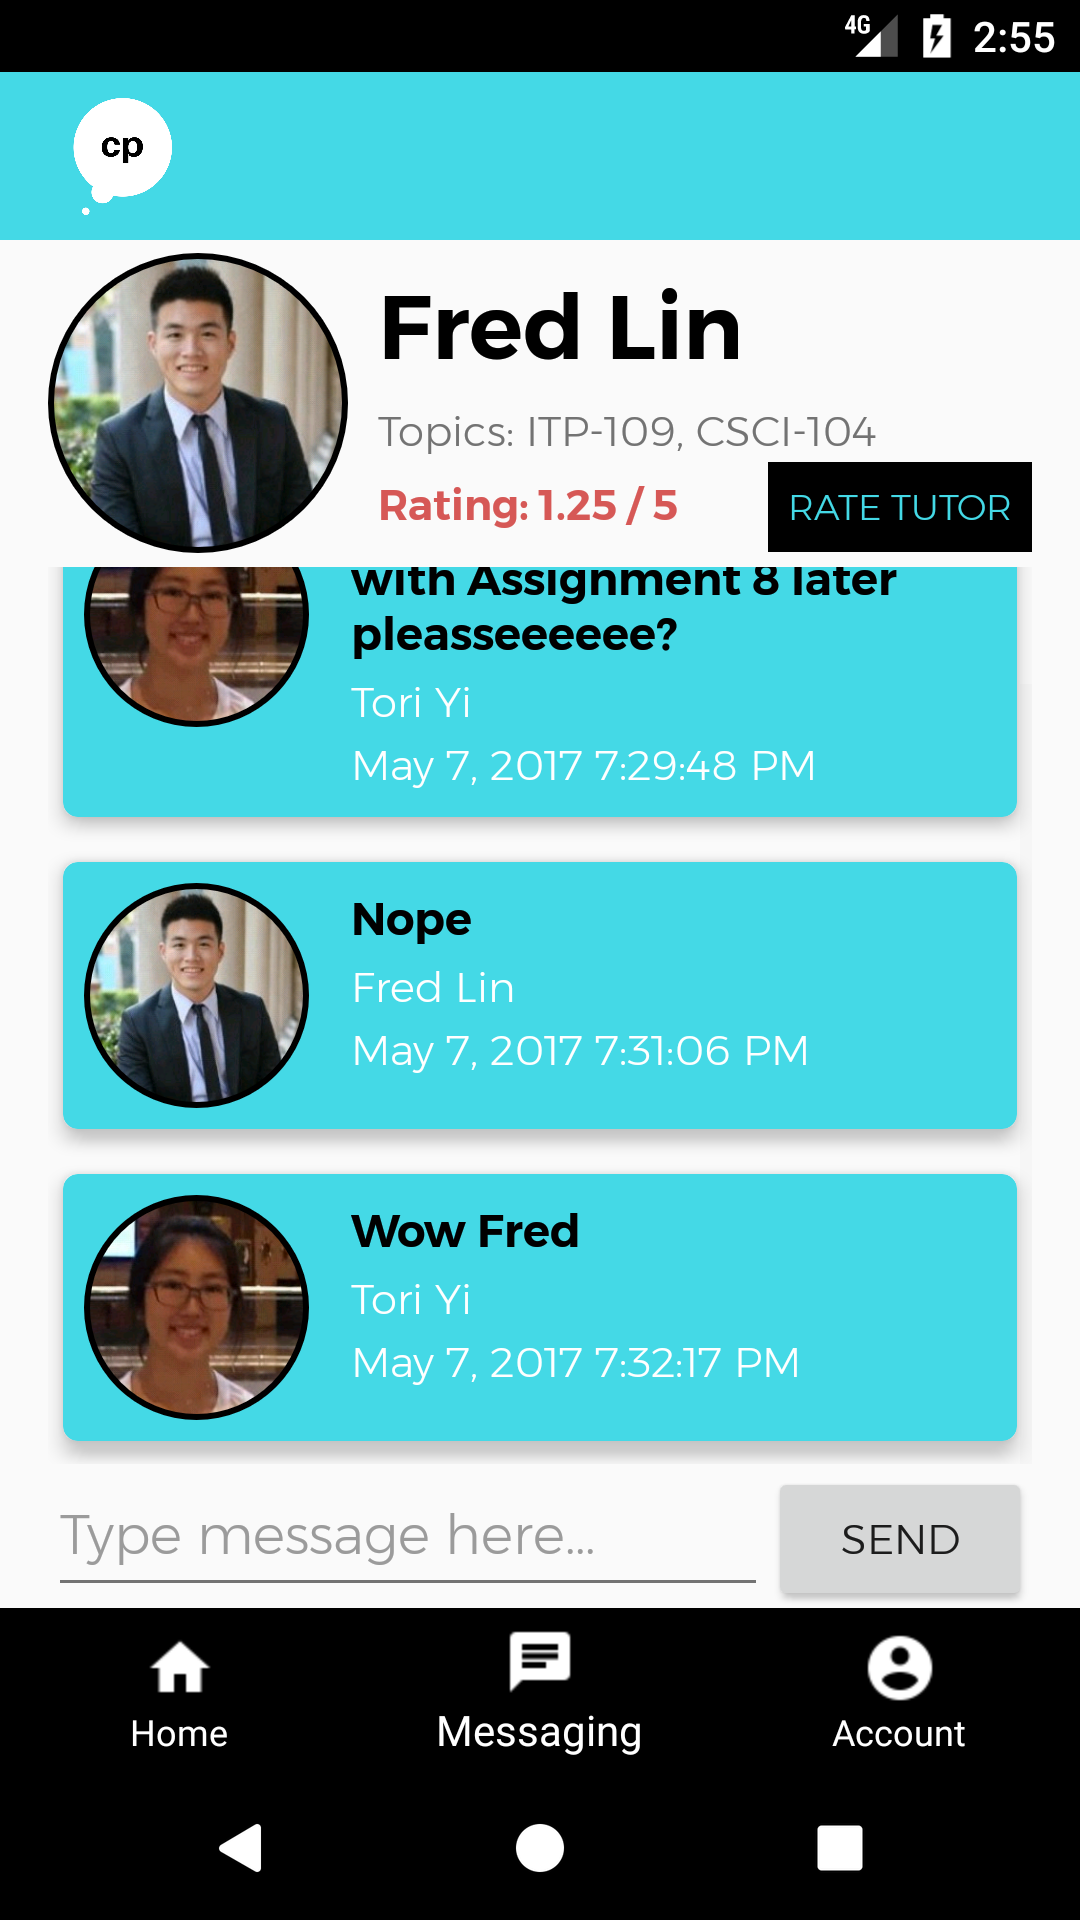 4G 2:55
cp
Fred Lin
Topics: ITP-109, CSCI-104
Rating: 1.25 / 5
RATE TUTOR
with Assignment 8 later
pleasseeeeee?
Tori Yi
May 7, 2017 7:29:48 PM
Nope
Fred Lin
May 7, 2017 7:31:06 PM
Wow Fred
Tori Yi
May 7, 2017 7:32:17 PM
Type message here...
SEND
Home
Messaging
Account